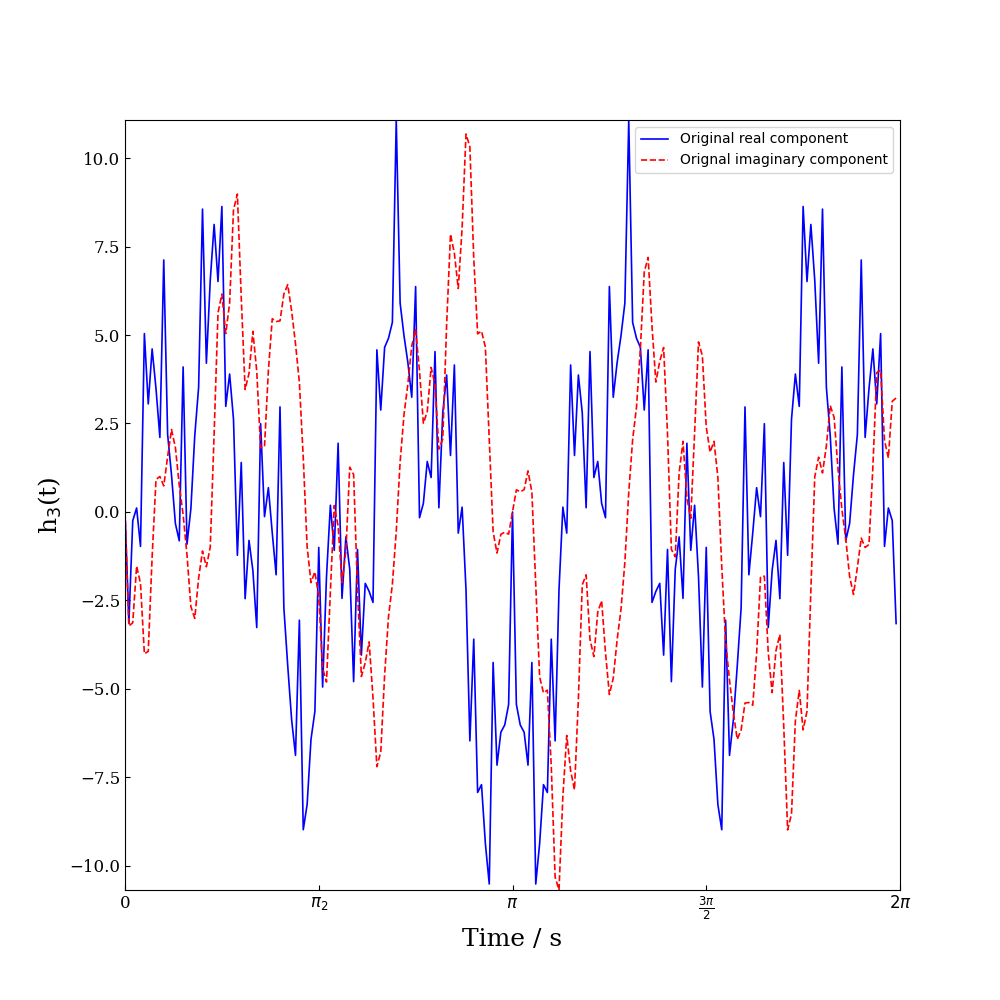 Original real component
Orignal imaginary component
h₃(t)
10.0
7.5
5.0
2.5
0.0
−2.5
−5.0
−7.5
−10.0
0 π₂ π 3π/2 2π
Time / s